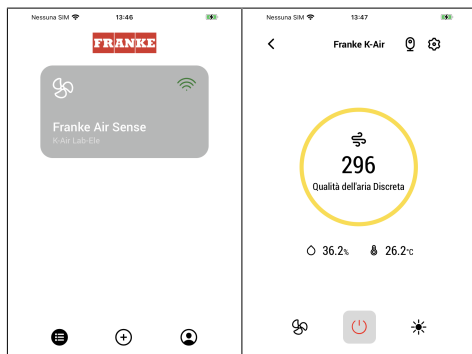 Nessuna SIM 13:46
FRANKE
Franke Air Sense
K-Air Lab-Ele
Nessuna SIM 13:47
Franke K-Air
296
Qualità dell'aria Discreta
36.2% 26.2°C